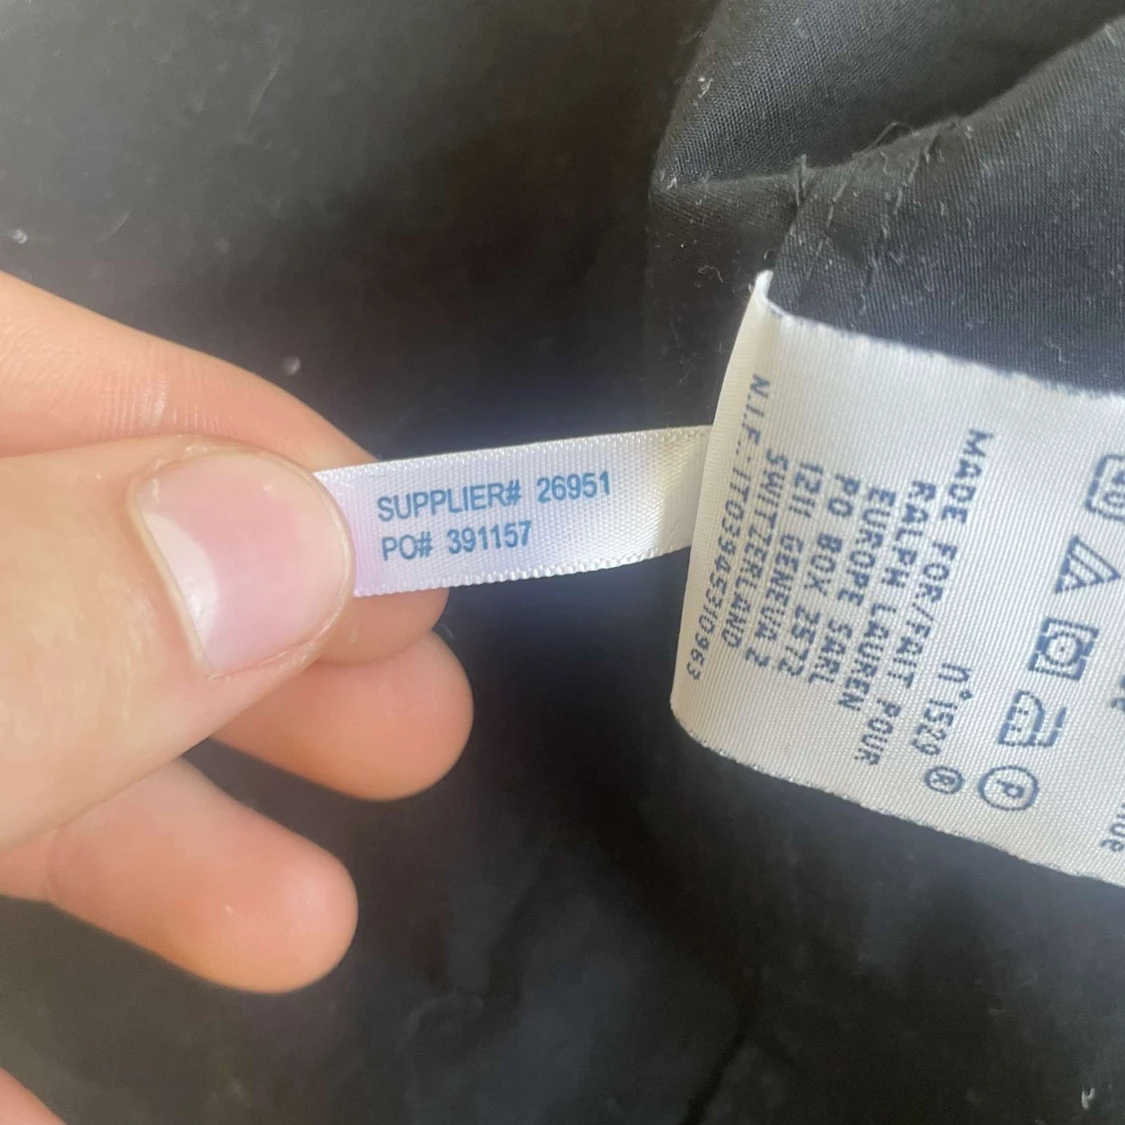 SUPPLIER# 26951
PO# 391157
40
P
n°1529 ®
MADE FOR/FAIT POUR
RALPH LAUREN
EUROPE SARL
PO BOX 2572
1211 GENEVA 2
SWITZERLAND
N.I.F.: IT03945310963